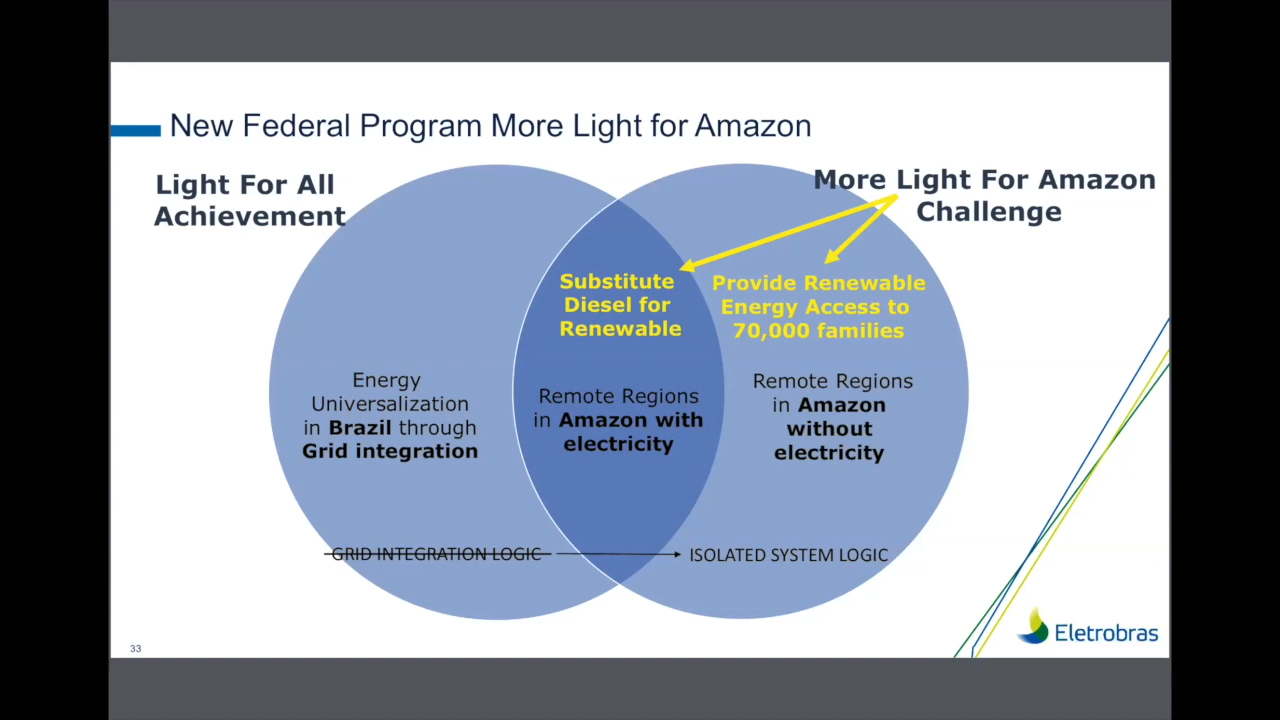 New Federal Program More Light for Amazon
Light For All
Achievement
More Light For Amazon
Challenge
Substitute
Diesel for
Renewable
Provide Renewable
Energy Access to
70,000 families
Energy
Universalization
in Brazil through
Grid integration
Remote Regions
in Amazon with
electricity
Remote Regions
in Amazon
without
electricity
GRID INTEGRATION LOGIC
ISOLATED SYSTEM LOGIC
Eletrobras
33